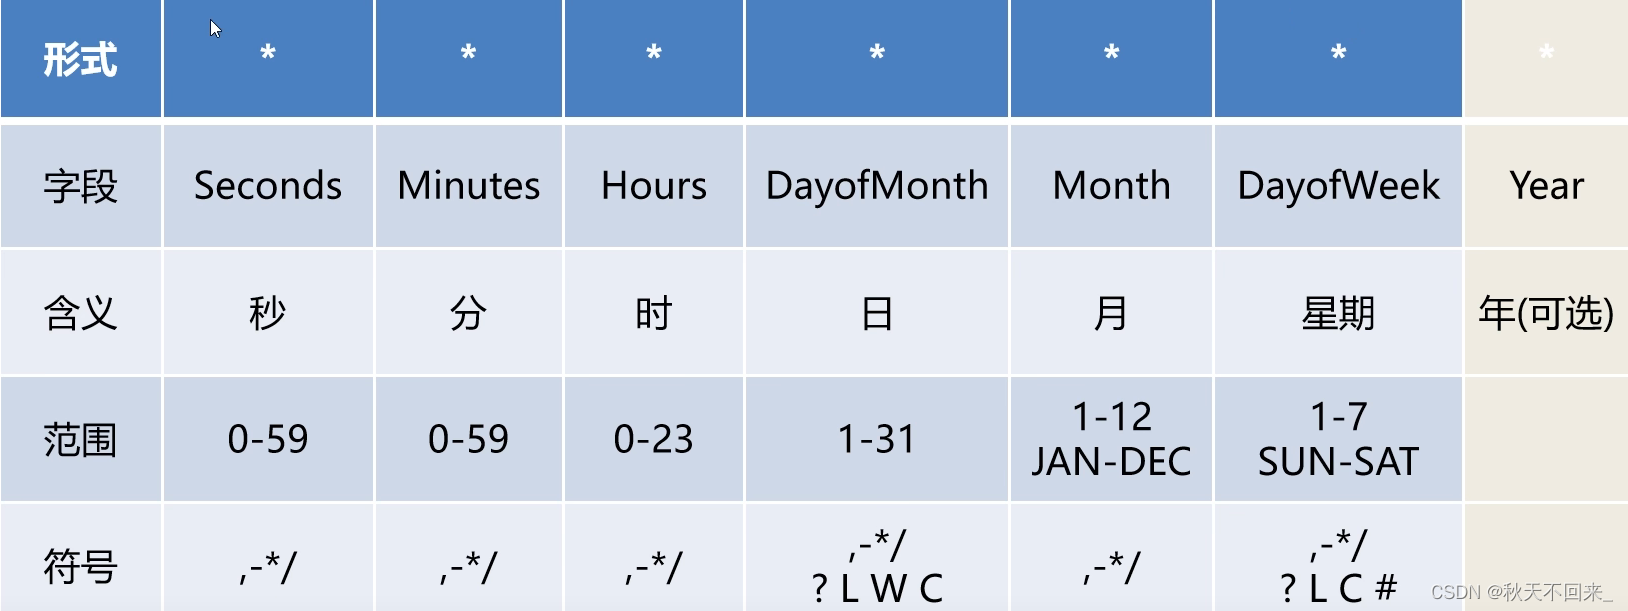 形式 * * * * * * *
字段 Seconds Minutes Hours DayofMonth Month DayofWeek Year
含义 秒 分 时 日 月 星期 年(可选)
范围 0-59 0-59 0-23 1-31 1-12 JAN-DEC 1-7 SUN-SAT
符号 ,-*/ ,-*/ ,-*/ ,-*/ ? L W C ,-*/ ,-*/ ? L C #
CSDN @秋天不回来_